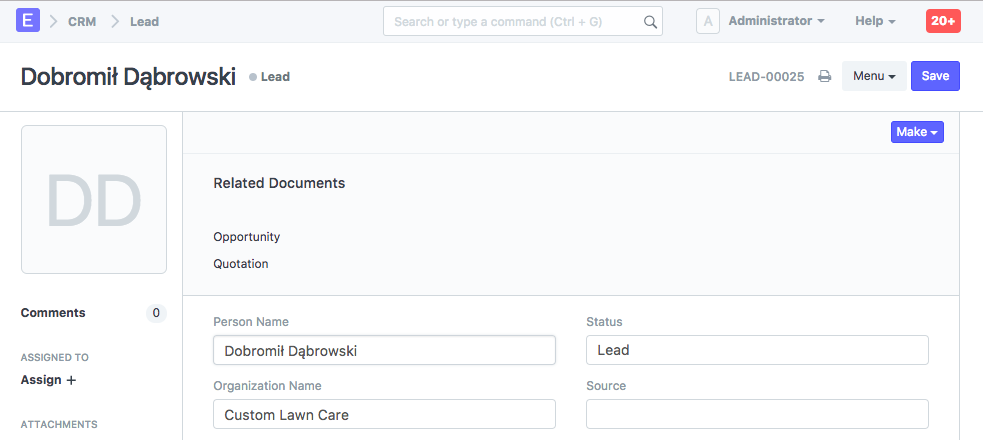 E CRM Lead Search or type a command (Ctrl + G) A Administrator Help 20+
Dobromił Dąbrowski Lead LEAD-00025 Menu Save
Make
DD
Related Documents
Opportunity
Quotation
Comments 0
ASSIGNED TO
Assign +
ATTACHMENTS
Person Name
Dobromił Dąbrowski
Organization Name
Custom Lawn Care
Status
Lead
Source